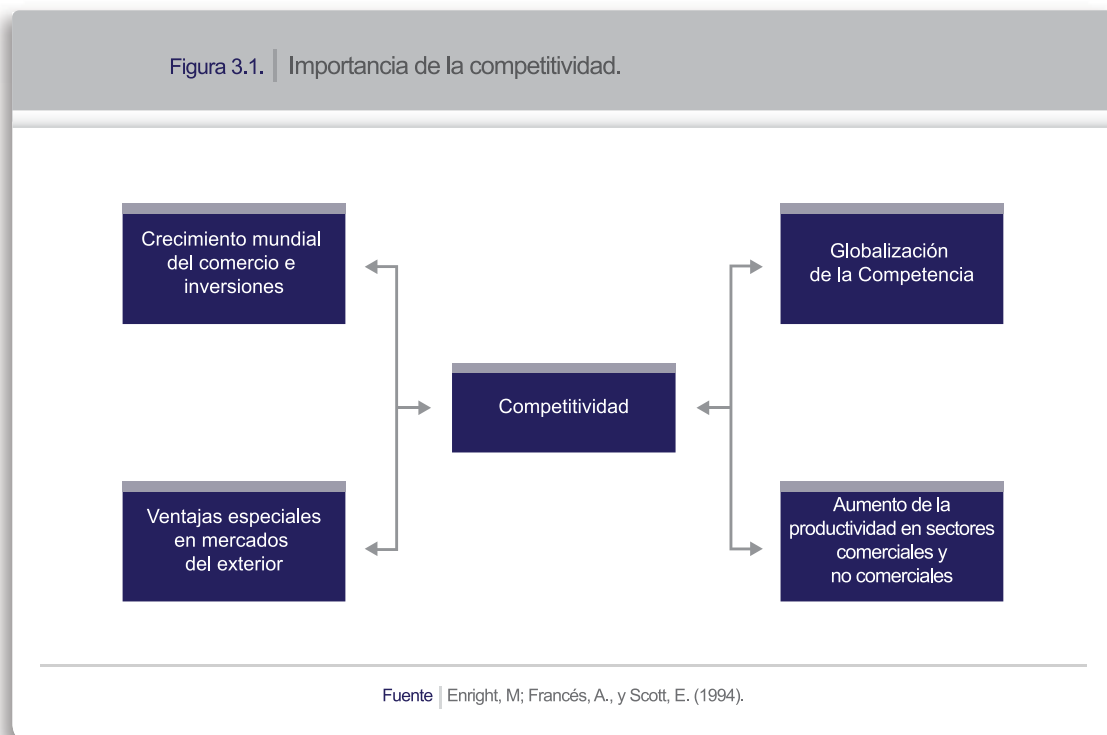 Figura 3.1. Importancia de la competitividad.
Crecimiento mundial
del comercio e
inversiones
Globalización
de la Competencia
Competitividad
Ventajas especiales
en mercados
del exterior
Aumento de la
productividad en sectores
comerciales y
no comerciales
Fuente Enright, M; Francés, A., y Scott, E. (1994).